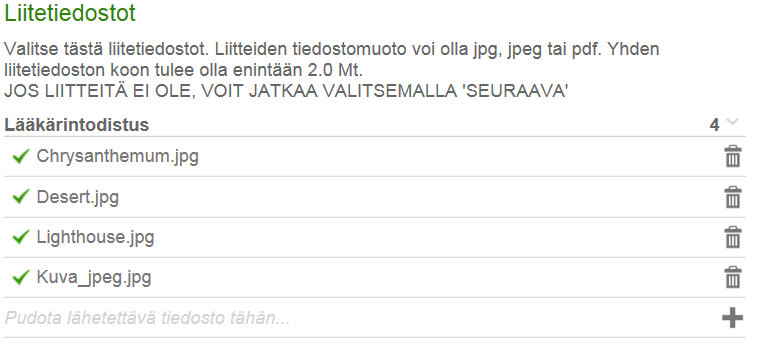 Liitetiedostot
Valitse tästä liitetiedostot. Liitteiden tiedostomuoto voi olla jpg, jpeg tai pdf. Yhden
liitetiedoston koon tulee olla enintään 2.0 Mt.
JOS LIITTEITÄ EI OLE, VOIT JATKAA VALITSEMALLA 'SEURAAVA'
Lääkärintodistus 4
Chrysanthemum.jpg
Desert.jpg
Lighthouse.jpg
Kuva_jpeg.jpg
Pudota lähetettävä tiedosto tähän...